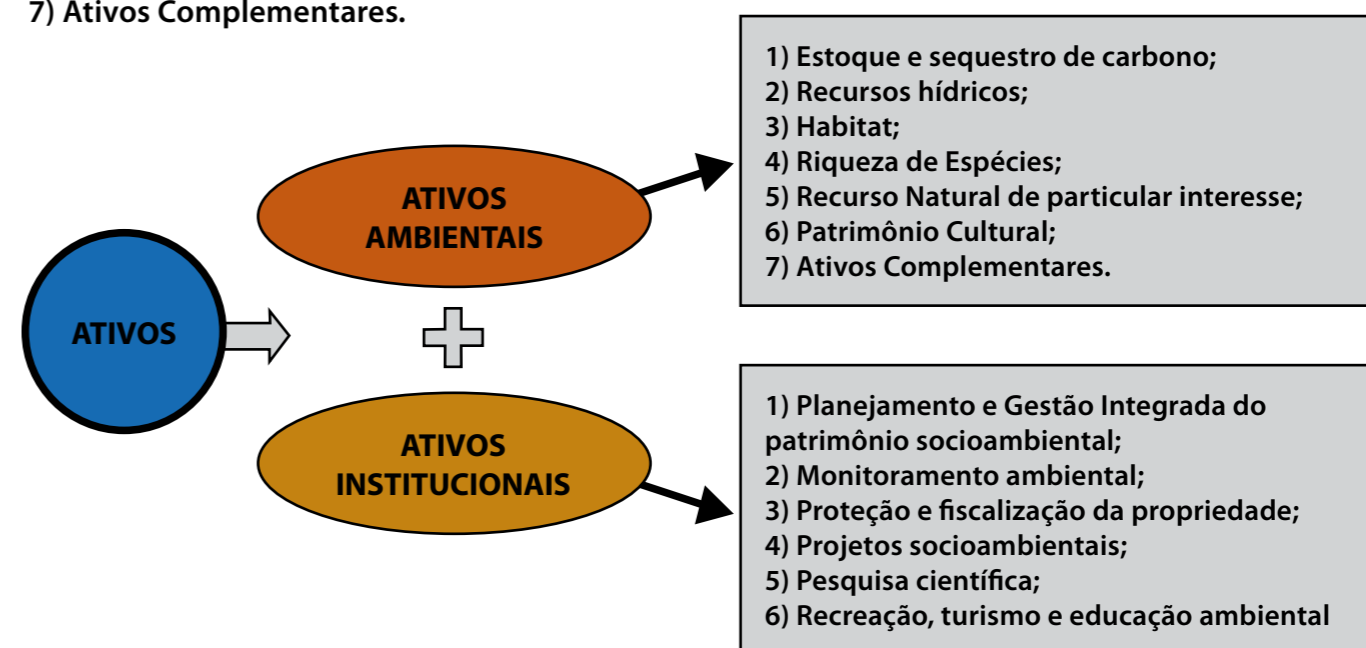 7) Ativos Complementares.
1) Estoque e sequestro de carbono;
2) Recursos hídricos;
3) Habitat;
4) Riqueza de Espécies;
5) Recurso Natural de particular interesse;
6) Patrimônio Cultural;
7) Ativos Complementares.
ATIVOS
AMBIENTAIS
ATIVOS
ATIVOS
INSTITUCIONAIS
1) Planejamento e Gestão Integrada do
patrimônio socioambiental;
2) Monitoramento ambiental;
3) Proteção e fiscalização da propriedade;
4) Projetos socioambientais;
5) Pesquisa científica;
6) Recreação, turismo e educação ambiental